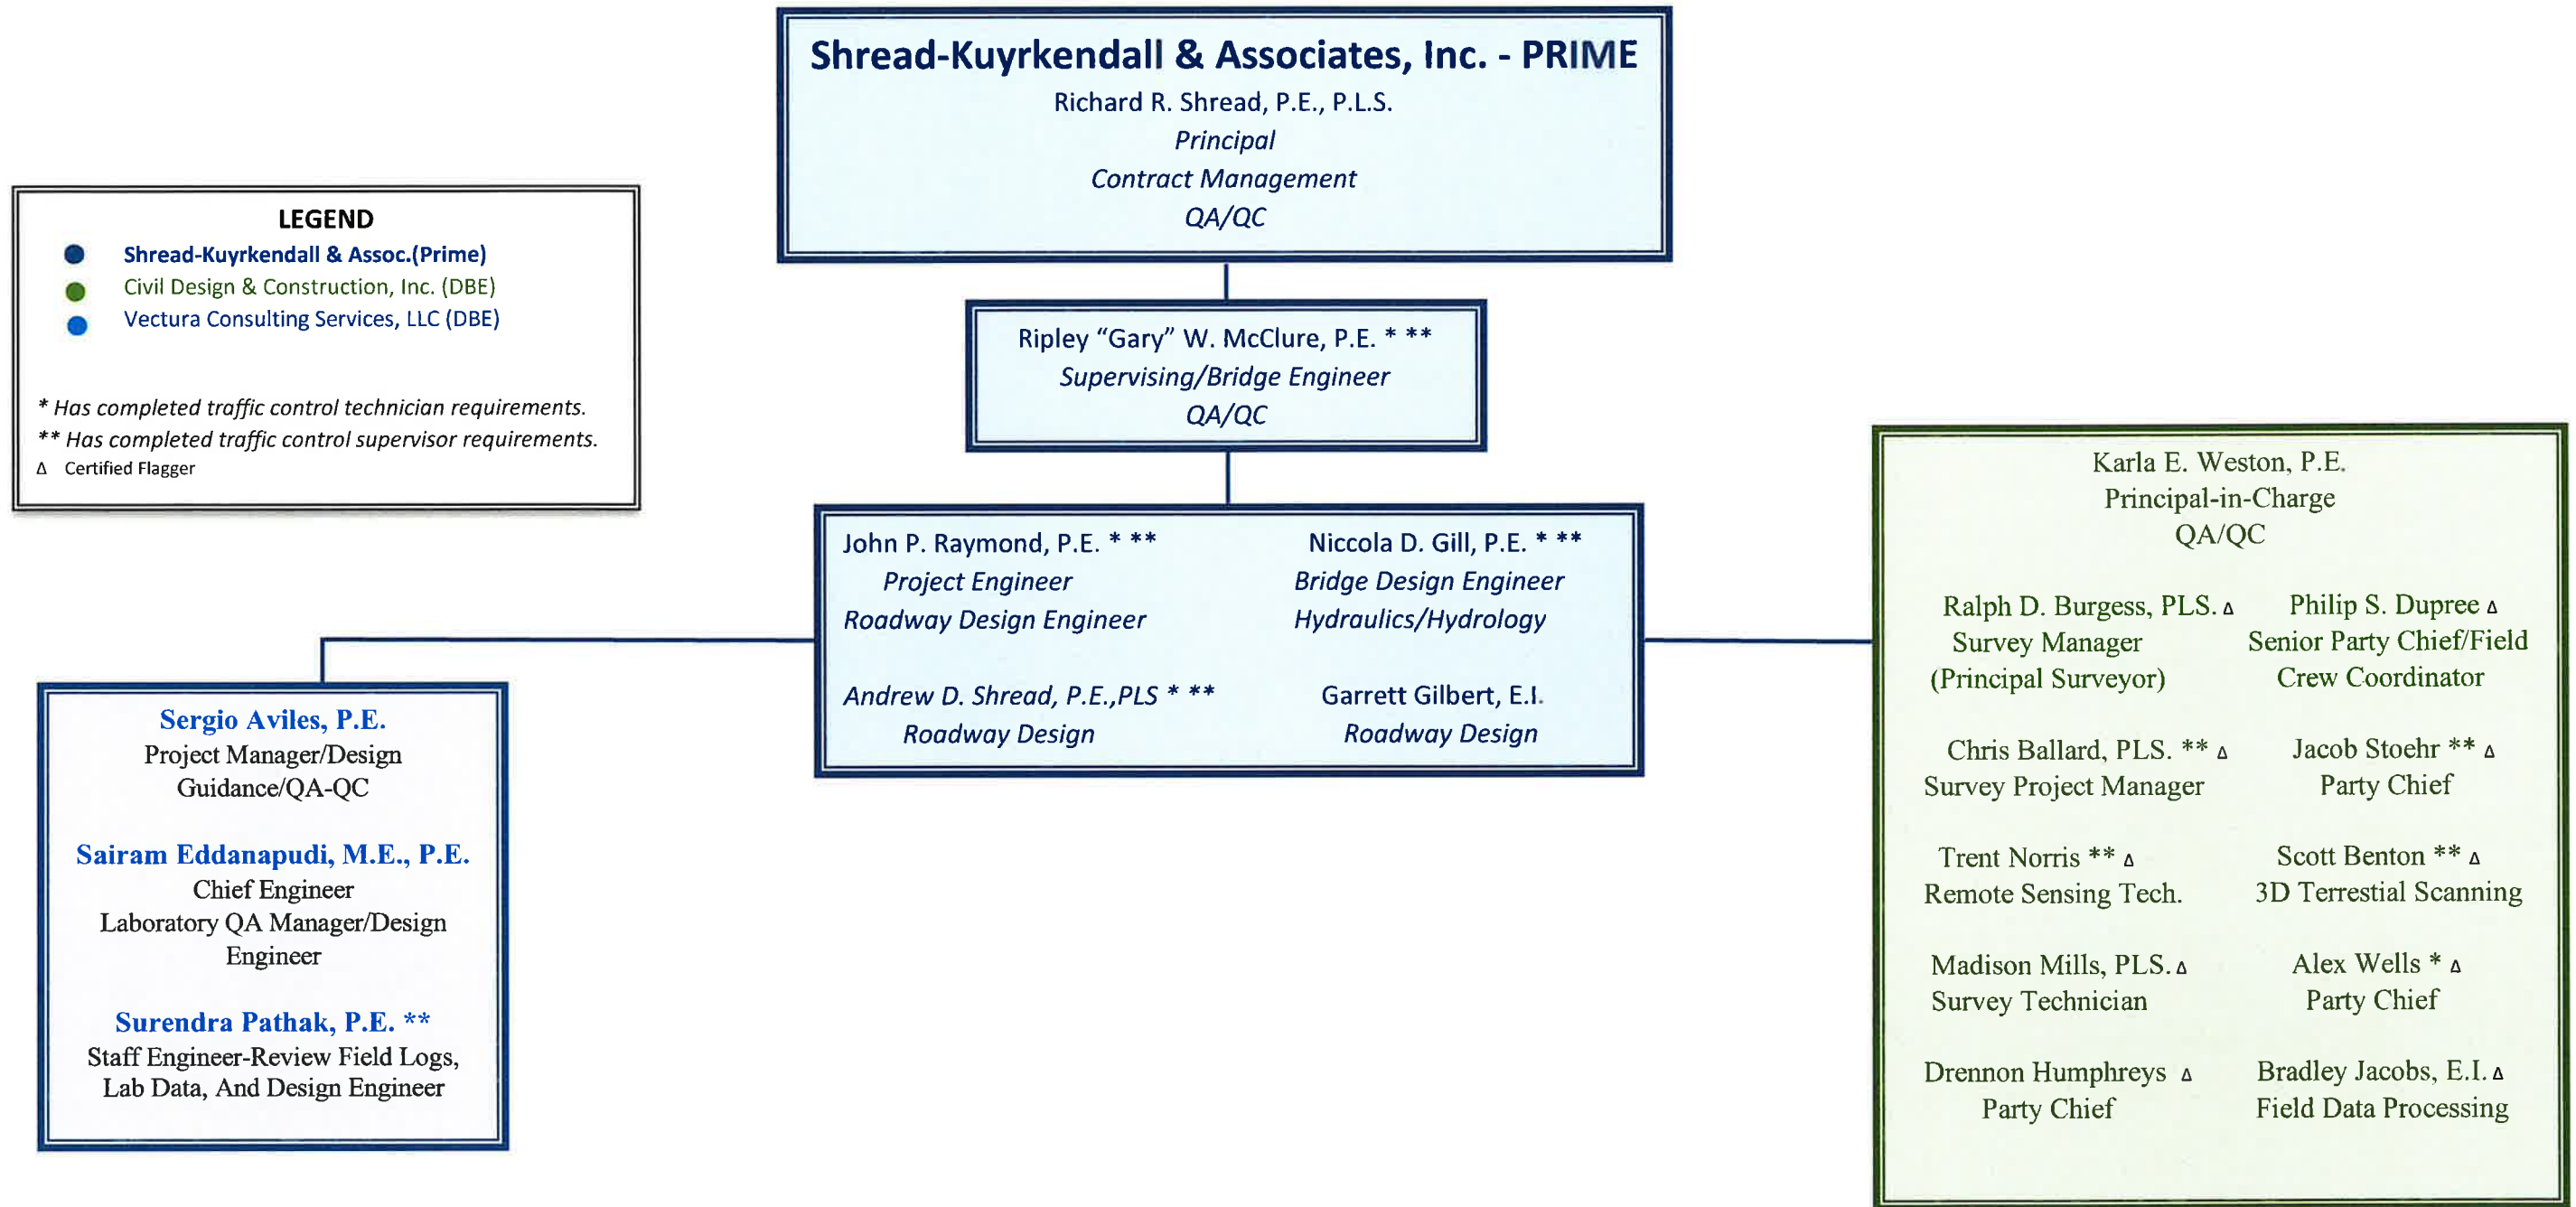 Shread-Kuyrkendall & Associates, Inc. - PRIME
Richard R. Shread, P.E., P.L.S.
Principal
Contract Management
QA/QC
LEGEND
Shread-Kuyrkendall & Assoc.(Prime)
Civil Design & Construction, Inc. (DBE)
Vectura Consulting Services, LLC (DBE)
* Has completed traffic control technician requirements.
** Has completed traffic control supervisor requirements.
Δ Certified Flagger
Ripley “Gary” W. McClure, P.E. * **
Supervising/Bridge Engineer
QA/QC
John P. Raymond, P.E. * **
Project Engineer
Roadway Design Engineer
Niccola D. Gill, P.E. * **
Bridge Design Engineer
Hydraulics/Hydrology
Andrew D. Shread, P.E.,PLS * **
Roadway Design
Garrett Gilbert, E.I.
Roadway Design
Sergio Aviles, P.E.
Project Manager/Design
Guidance/QA-QC
Sairam Eddanapudi, M.E., P.E.
Chief Engineer
Laboratory QA Manager/Design
Engineer
Surendra Pathak, P.E. **
Staff Engineer-Review Field Logs,
Lab Data, And Design Engineer
Karla E. Weston, P.E.
Principal-in-Charge
QA/QC
Ralph D. Burgess, PLS. Δ
Survey Manager
(Principal Surveyor)
Philip S. Dupree Δ
Senior Party Chief/Field
Crew Coordinator
Chris Ballard, PLS. ** Δ
Survey Project Manager
Jacob Stoehr ** Δ
Party Chief
Trent Norris ** Δ
Remote Sensing Tech.
Scott Benton ** Δ
3D Terrestial Scanning
Madison Mills, PLS. Δ
Survey Technician
Alex Wells * Δ
Party Chief
Drennon Humphreys Δ
Party Chief
Bradley Jacobs, E.I. Δ
Field Data Processing